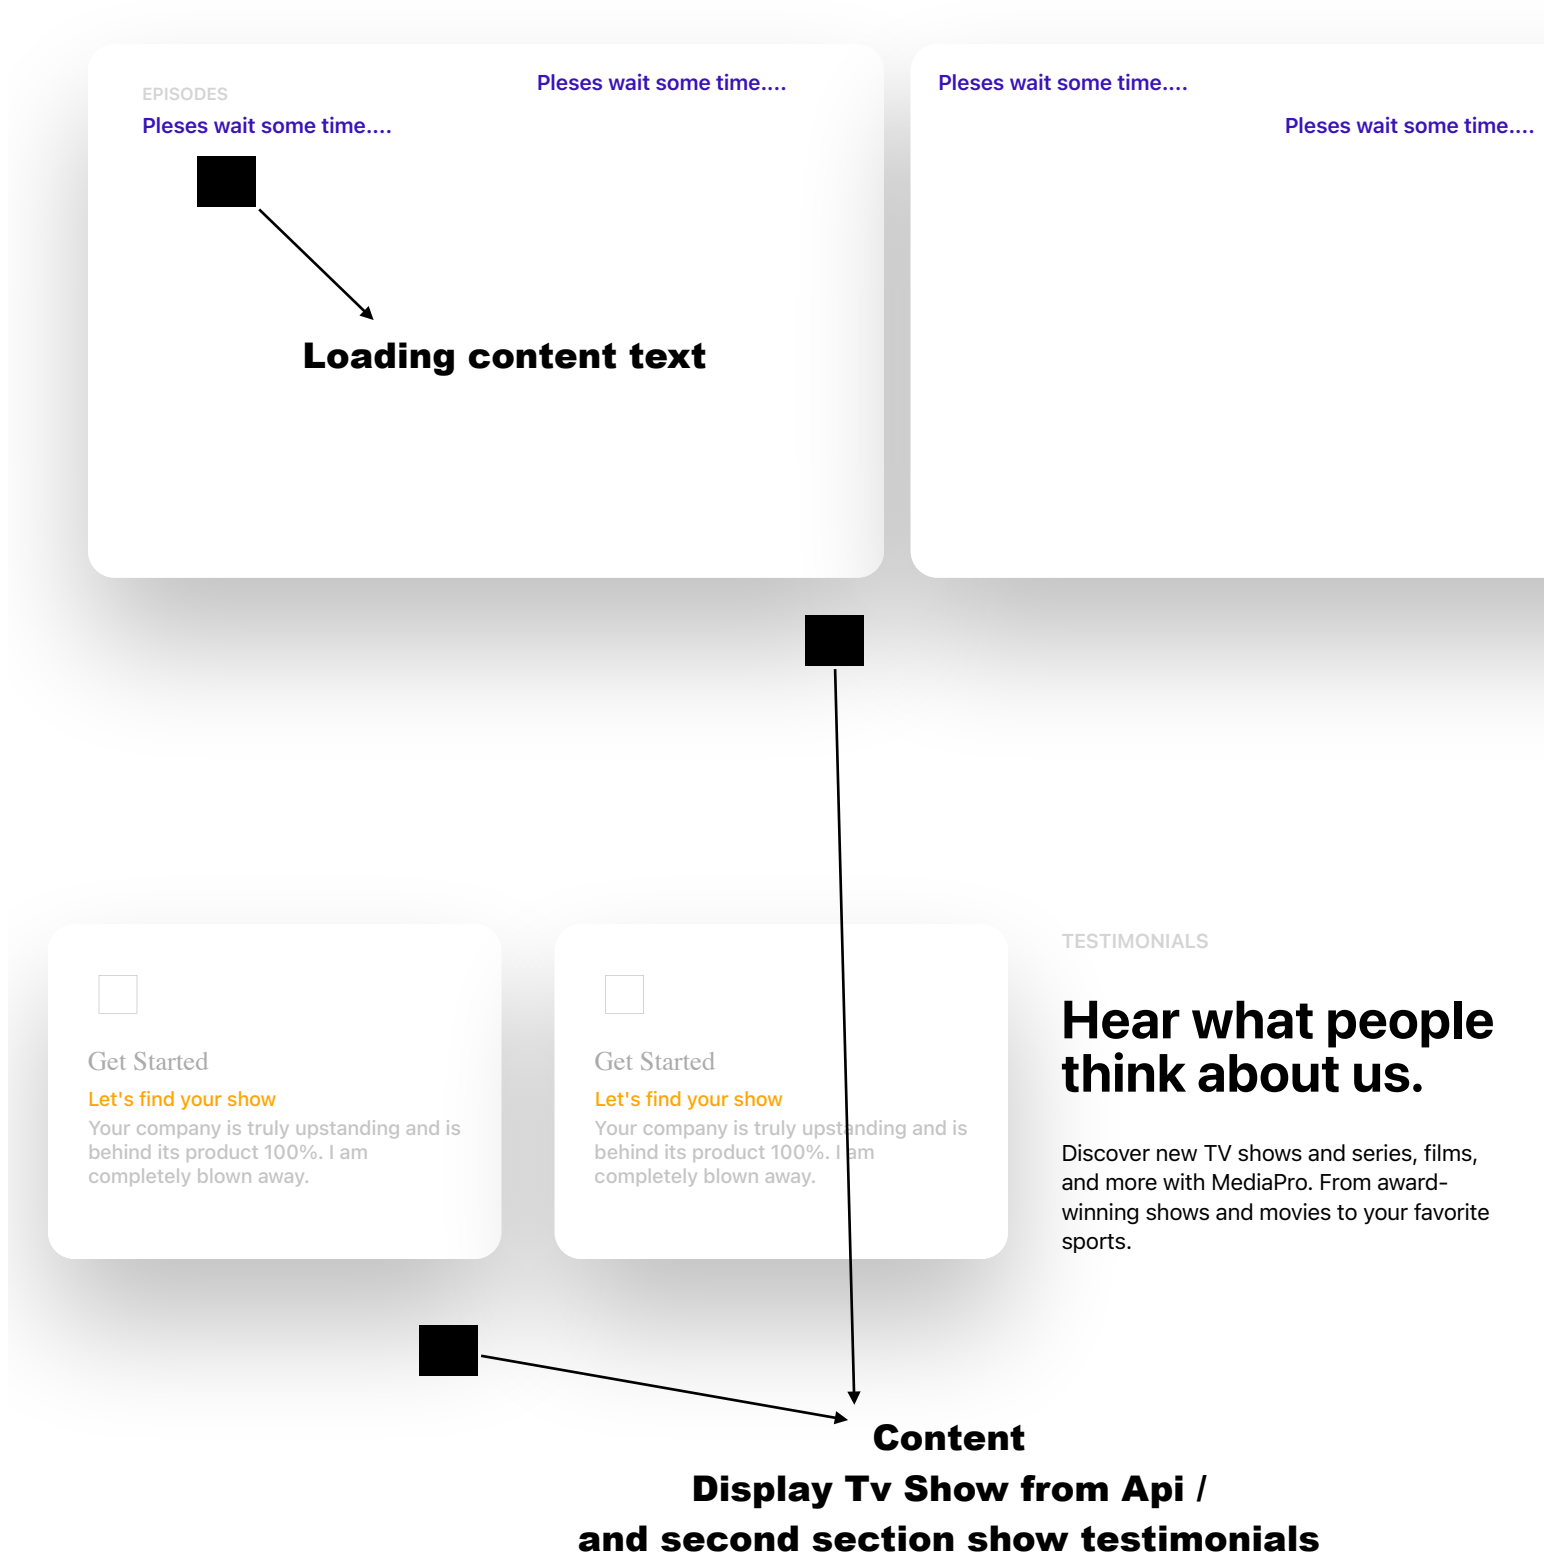 EPISODES
Pleses wait some time....
Pleses wait some time....
Pleses wait some time....
Pleses wait some time....
Loading content text
Get Started
Let's find your show
Your company is truly upstanding and is
behind its product 100%. I am
completely blown away.
Get Started
Let's find your show
Your company is truly upstanding and is
behind its product 100%. I am
completely blown away.
TESTIMONIALS
Hear what people
think about us.
Discover new TV shows and series, films,
and more with MediaPro. From award-
winning shows and movies to your favorite
sports.
Content
Display Tv Show from Api /
and second section show testimonials